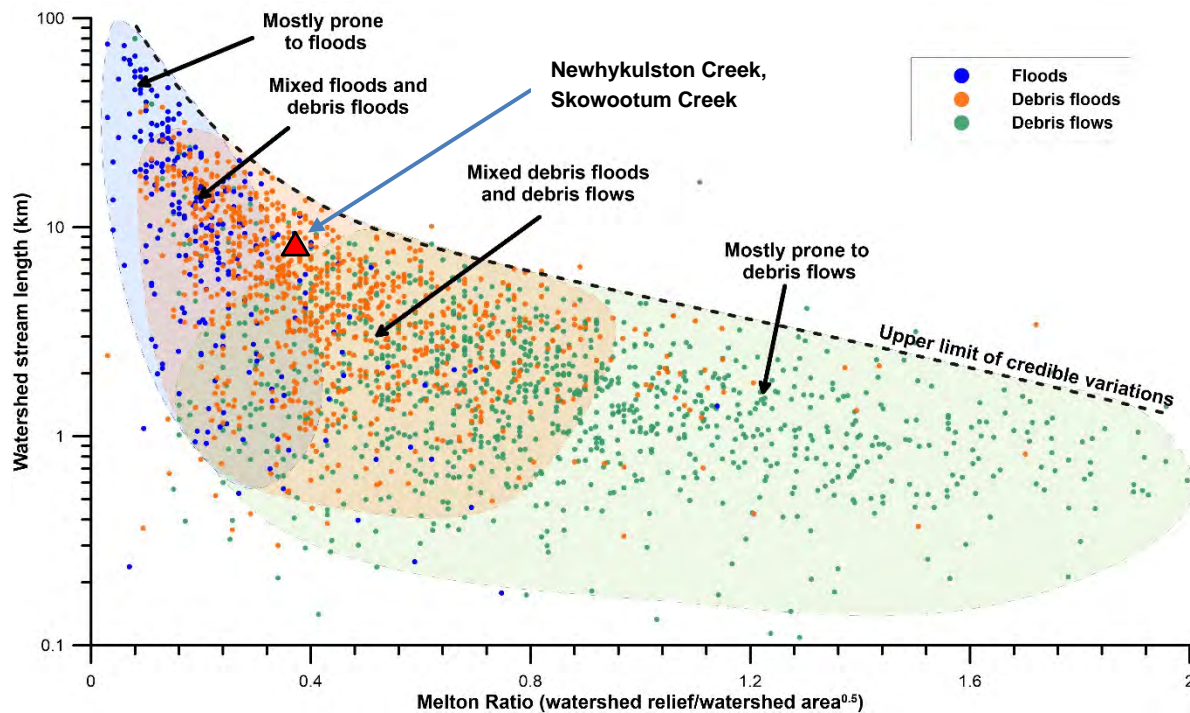 100
10
1
0.1
Watershed stream length (km)
Mostly prone
to floods
Mixed floods and
debris floods
Newhykulston Creek,
Skowootum Creek
Floods
Debris floods
Debris flows
Mixed debris floods
and debris flows
Mostly prone to
debris flows
Upper limit of credible variations
0
0.4
0.8
1.2
1.6
2
Melton Ratio (watershed relief/watershed area⁰·⁵)